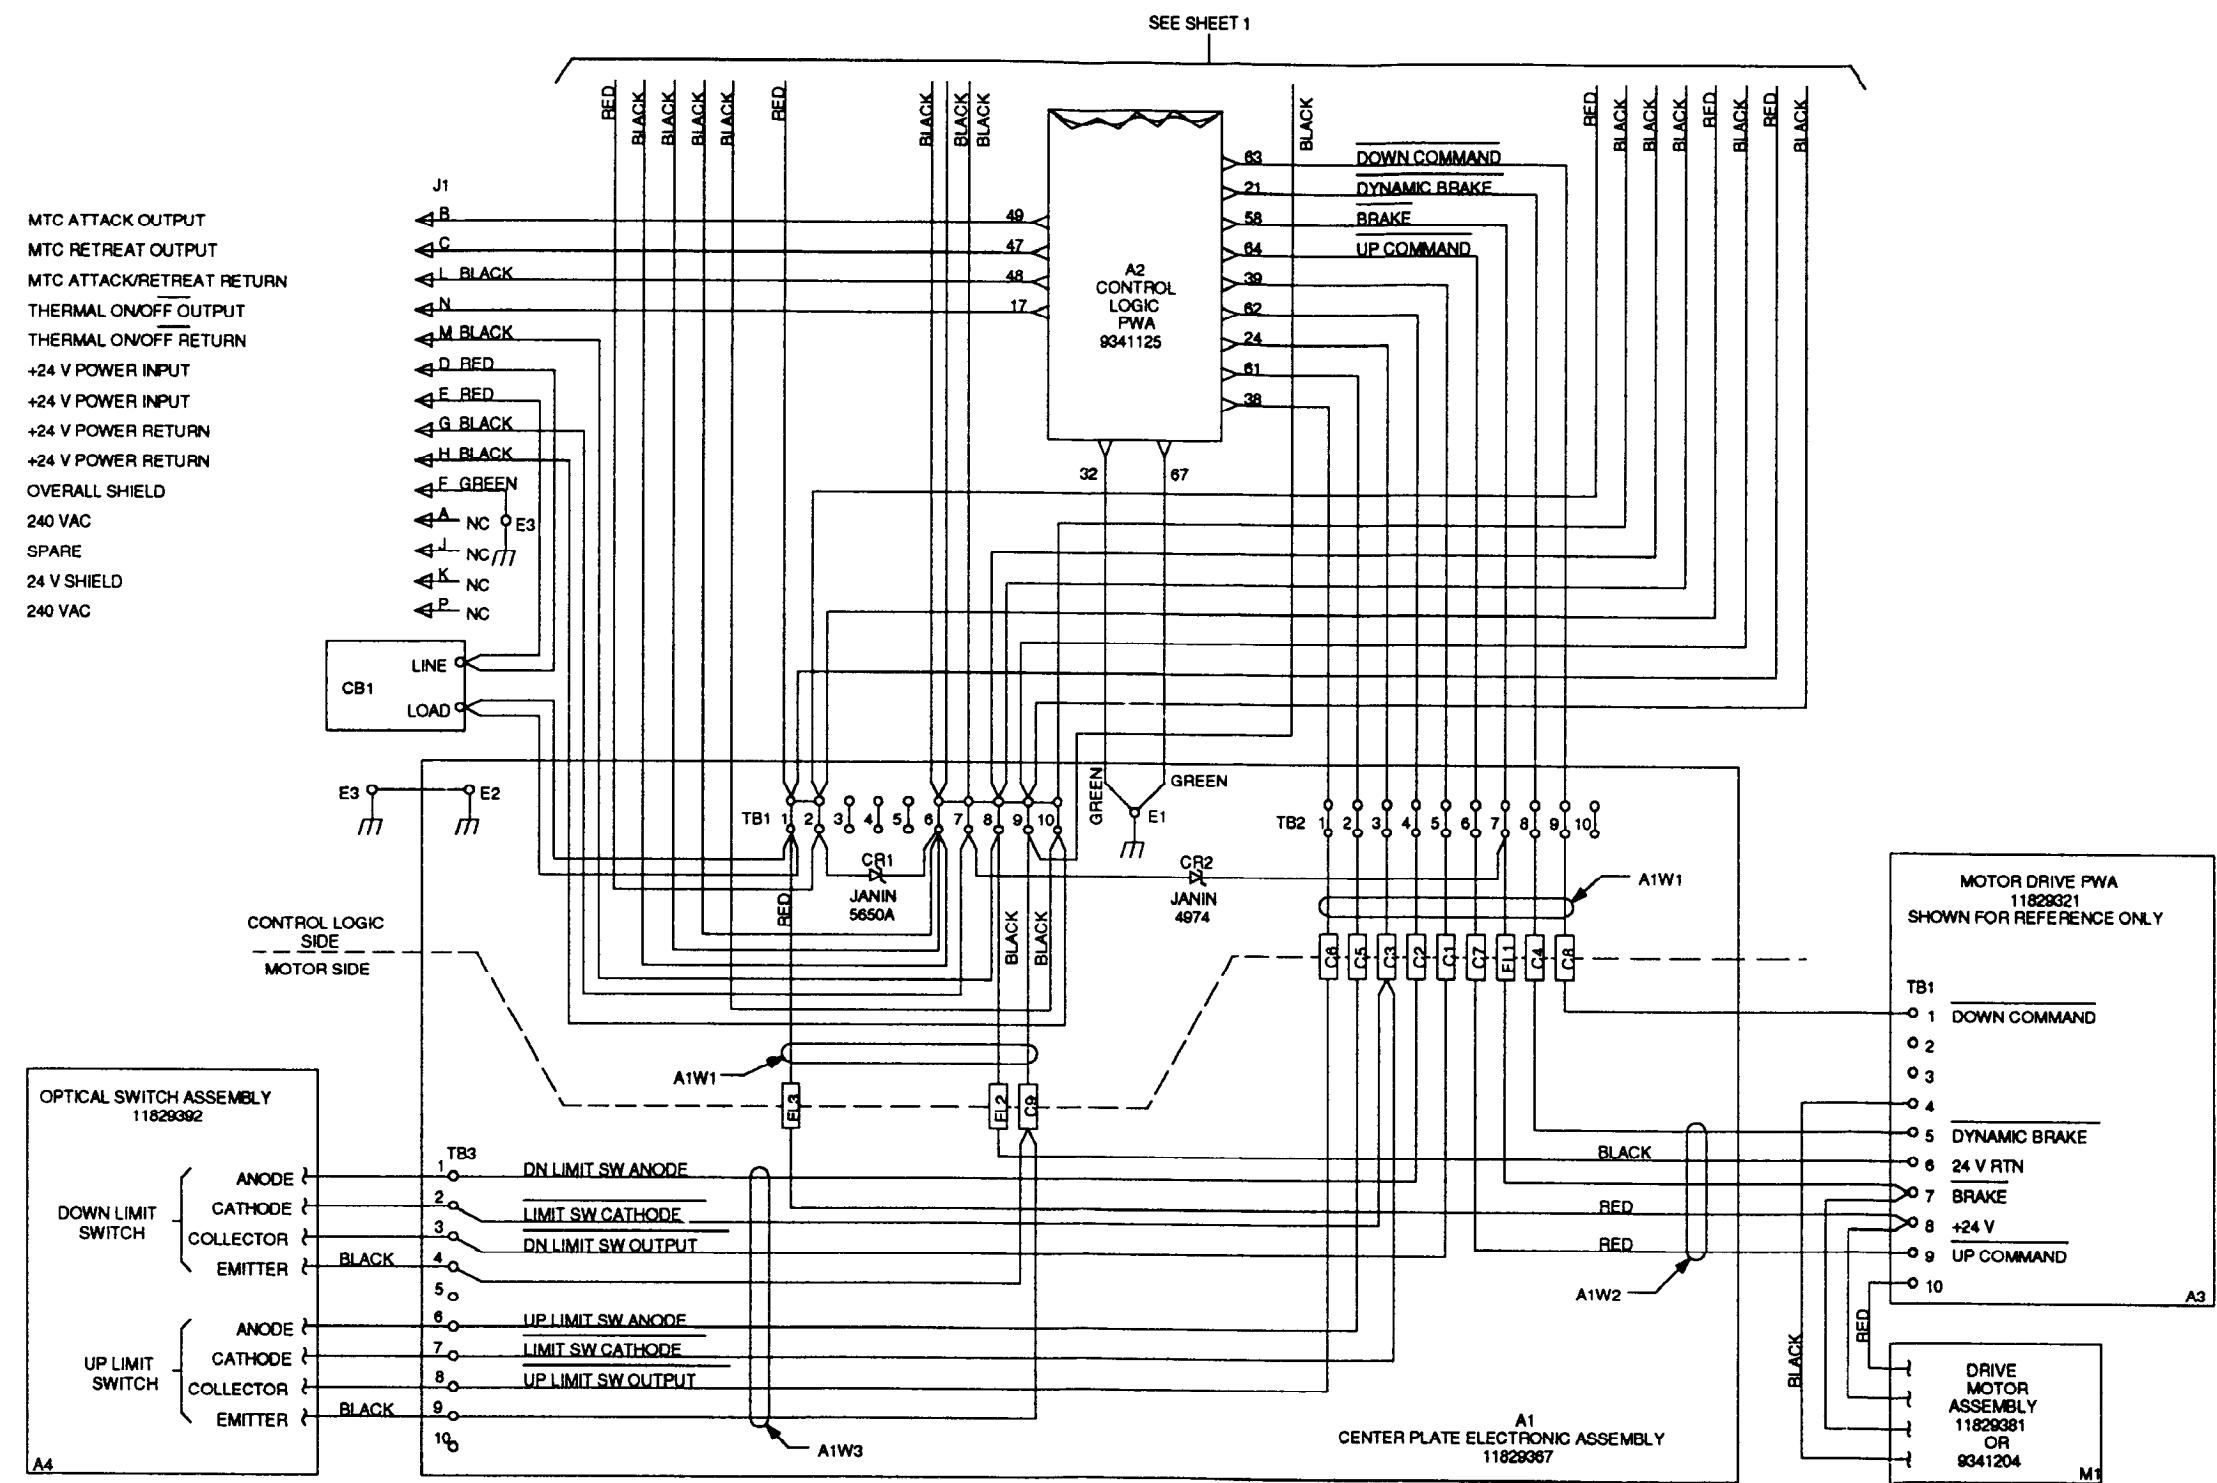 SEE SHEET 1
RED
BLACK
BLACK
BLACK
BLACK
RED
BLACK
BLACK
BLACK
BLACK
RED
BLACK
BLACK
BLACK
RED
BLACK
RED
BLACK
J1
MTC ATTACK OUTPUT B 49
MTC RETREAT OUTPUT C 47
MTC ATTACK/RETREAT RETURN L BLACK 48
THERMAL ON/OFF OUTPUT N 17
THERMAL ON/OFF RETURN M BLACK
+24 V POWER INPUT D RED
+24 V POWER INPUT E RED
+24 V POWER RETURN G BLACK
+24 V POWER RETURN H BLACK
OVERALL SHIELD F GREEN
240 VAC A NC E3
SPARE J NC
24 V SHIELD K NC
240 VAC P NC
A2
CONTROL
LOGIC
PWA
9341125
63 DOWN COMMAND
21 DYNAMIC BRAKE
58 BRAKE
64 UP COMMAND
39
62
24
61
38
32 67
LINE
CB1
LOAD
E3 E2
GREEN
GREEN
E1
TB1 1 2 3 4 5 6 7 8 9 10
TB2 1 2 3 4 5 6 7 8 9 10
CR1
JANIN
5650A
CR2
JANIN
4974
RED
BLACK
BLACK
A1W1
CONTROL LOGIC
SIDE
MOTOR SIDE
C6 C5 C3 C2 C1 C7 FL1 C4 C8
A1W1
FL3 FL2 C9
MOTOR DRIVE PWA
11829321
SHOWN FOR REFERENCE ONLY
TB1
1 DOWN COMMAND
2
3
4
5 DYNAMIC BRAKE
6 24 V RTN
7 BRAKE
8 +24 V
9 UP COMMAND
10
A3
BLACK
RED
RED
A1W2
OPTICAL SWITCH ASSEMBLY
11829392
TB3
DOWN LIMIT
SWITCH
ANODE 1 DN LIMIT SW ANODE
CATHODE 2 LIMIT SW CATHODE
COLLECTOR 3 DN LIMIT SW OUTPUT
EMITTER BLACK 4
5
UP LIMIT
SWITCH
ANODE 6 UP LIMIT SW ANODE
CATHODE 7 LIMIT SW CATHODE
COLLECTOR 8 UP LIMIT SW OUTPUT
EMITTER BLACK 9
10
A4
A1W3
A1
CENTER PLATE ELECTRONIC ASSEMBLY
11829367
BLACK
RED
DRIVE
MOTOR
ASSEMBLY
11829381
OR
9341204
M1